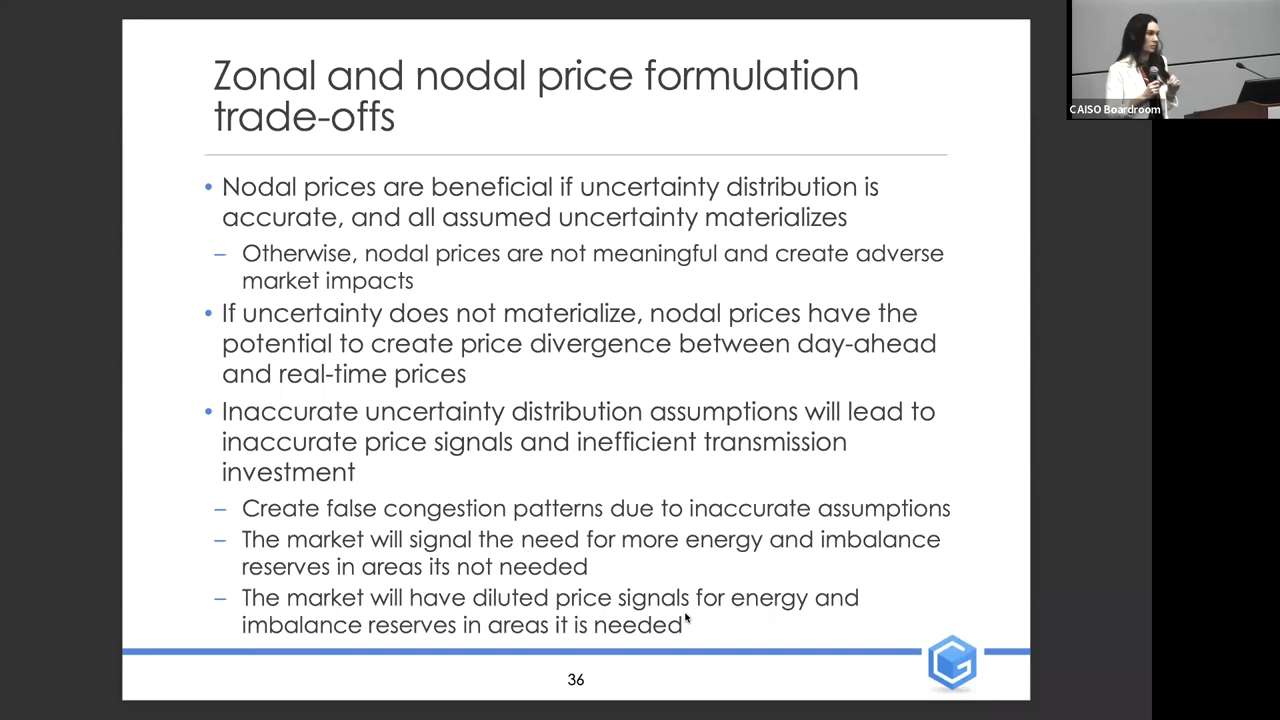 Zonal and nodal price formulation
trade-offs
• Nodal prices are beneficial if uncertainty distribution is
accurate, and all assumed uncertainty materializes
– Otherwise, nodal prices are not meaningful and create adverse
market impacts
• If uncertainty does not materialize, nodal prices have the
potential to create price divergence between day-ahead
and real-time prices
• Inaccurate uncertainty distribution assumptions will lead to
inaccurate price signals and inefficient transmission
investment
– Create false congestion patterns due to inaccurate assumptions
– The market will signal the need for more energy and imbalance
reserves in areas its not needed
– The market will have diluted price signals for energy and
imbalance reserves in areas it is needed
36
CAISO Boardroom